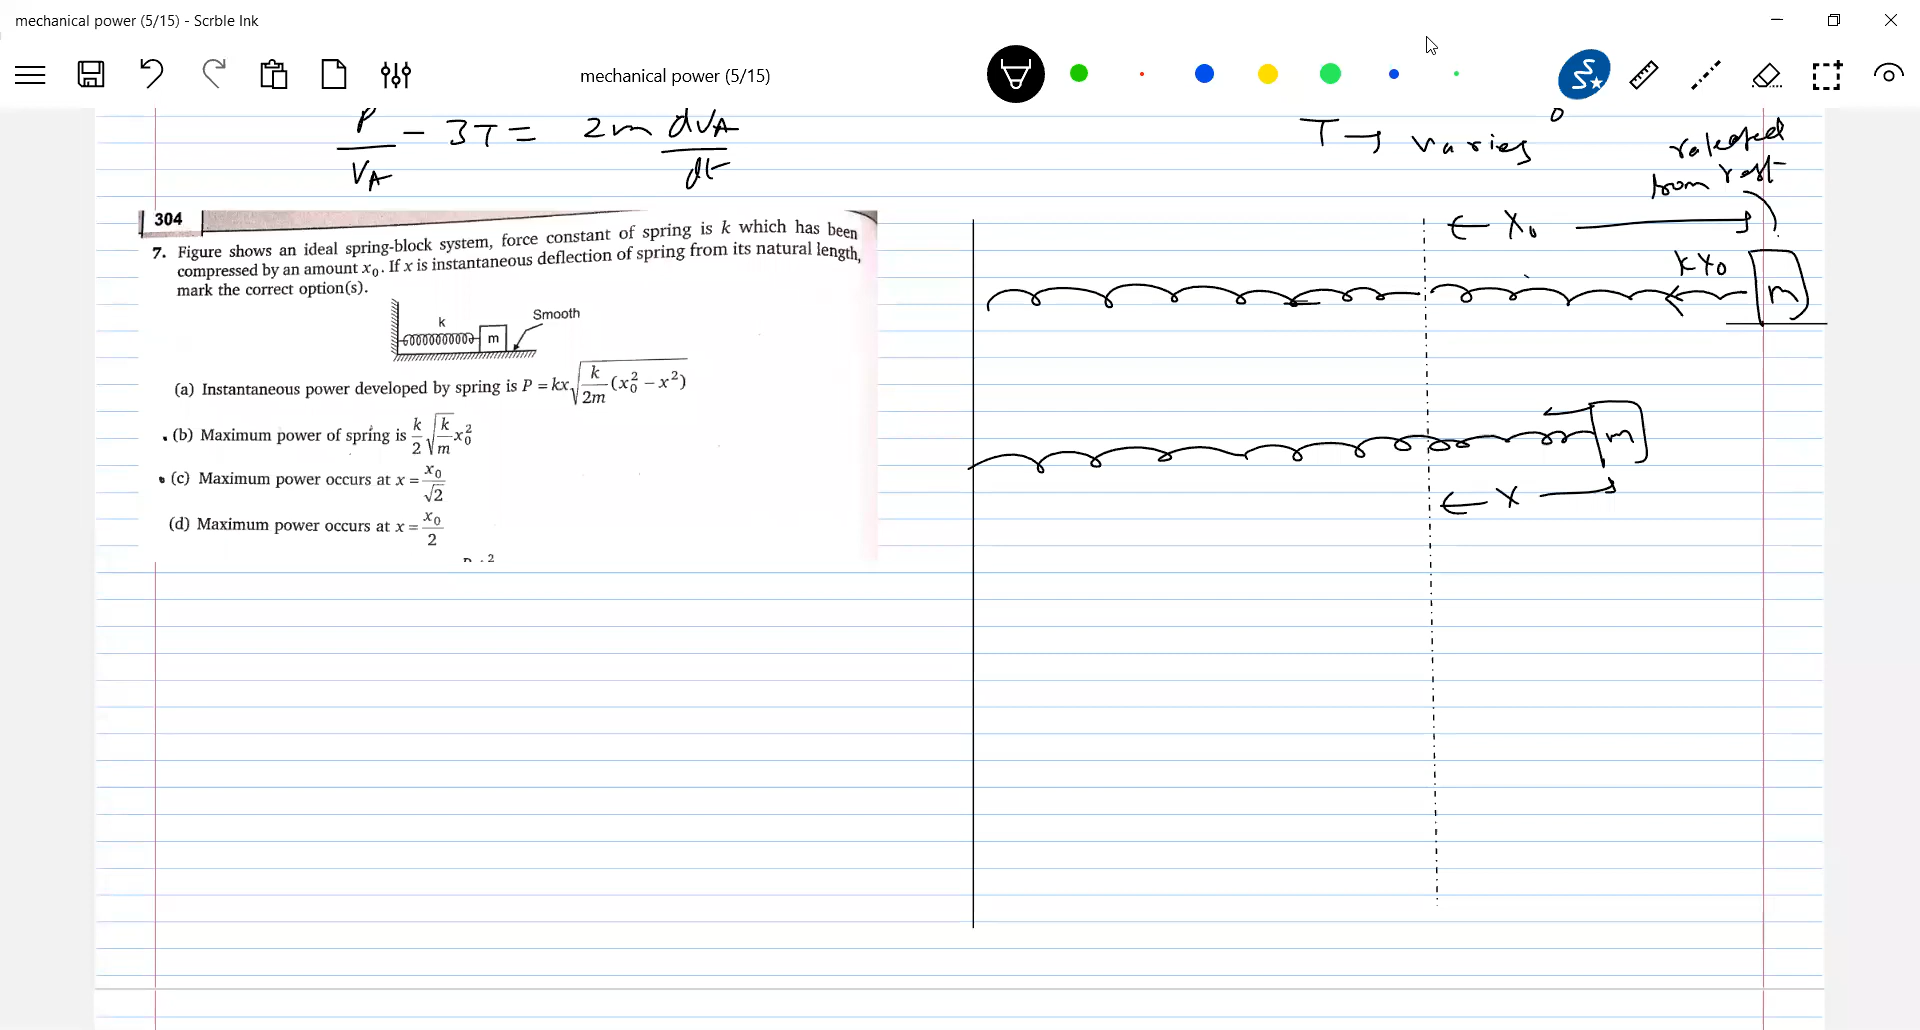 mechanical power (5/15) - Scrble Ink
mechanical power (5/15)
P/V_A - 3T = 2m dV_A/dt
T → varies
0
released
from rest
304
7. Figure shows an ideal spring-block system, force constant of spring is k which has been
compressed by an amount x₀. If x is instantaneous deflection of spring from its natural length,
mark the correct option(s).
k
m
Smooth
(a) Instantaneous power developed by spring is P = kx√(k/2m (x₀² − x²))
(b) Maximum power of spring is k/2 √(k/m) x₀²
(c) Maximum power occurs at x = x₀/√2
(d) Maximum power occurs at x = x₀/2
← x₀ →
kx₀
m
m
← x →